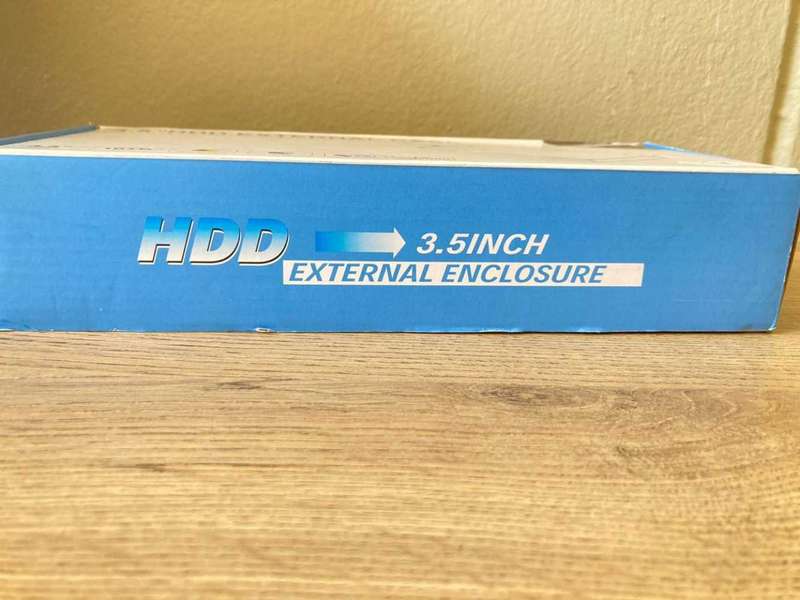 HDD
3.5INCH
EXTERNAL ENCLOSURE